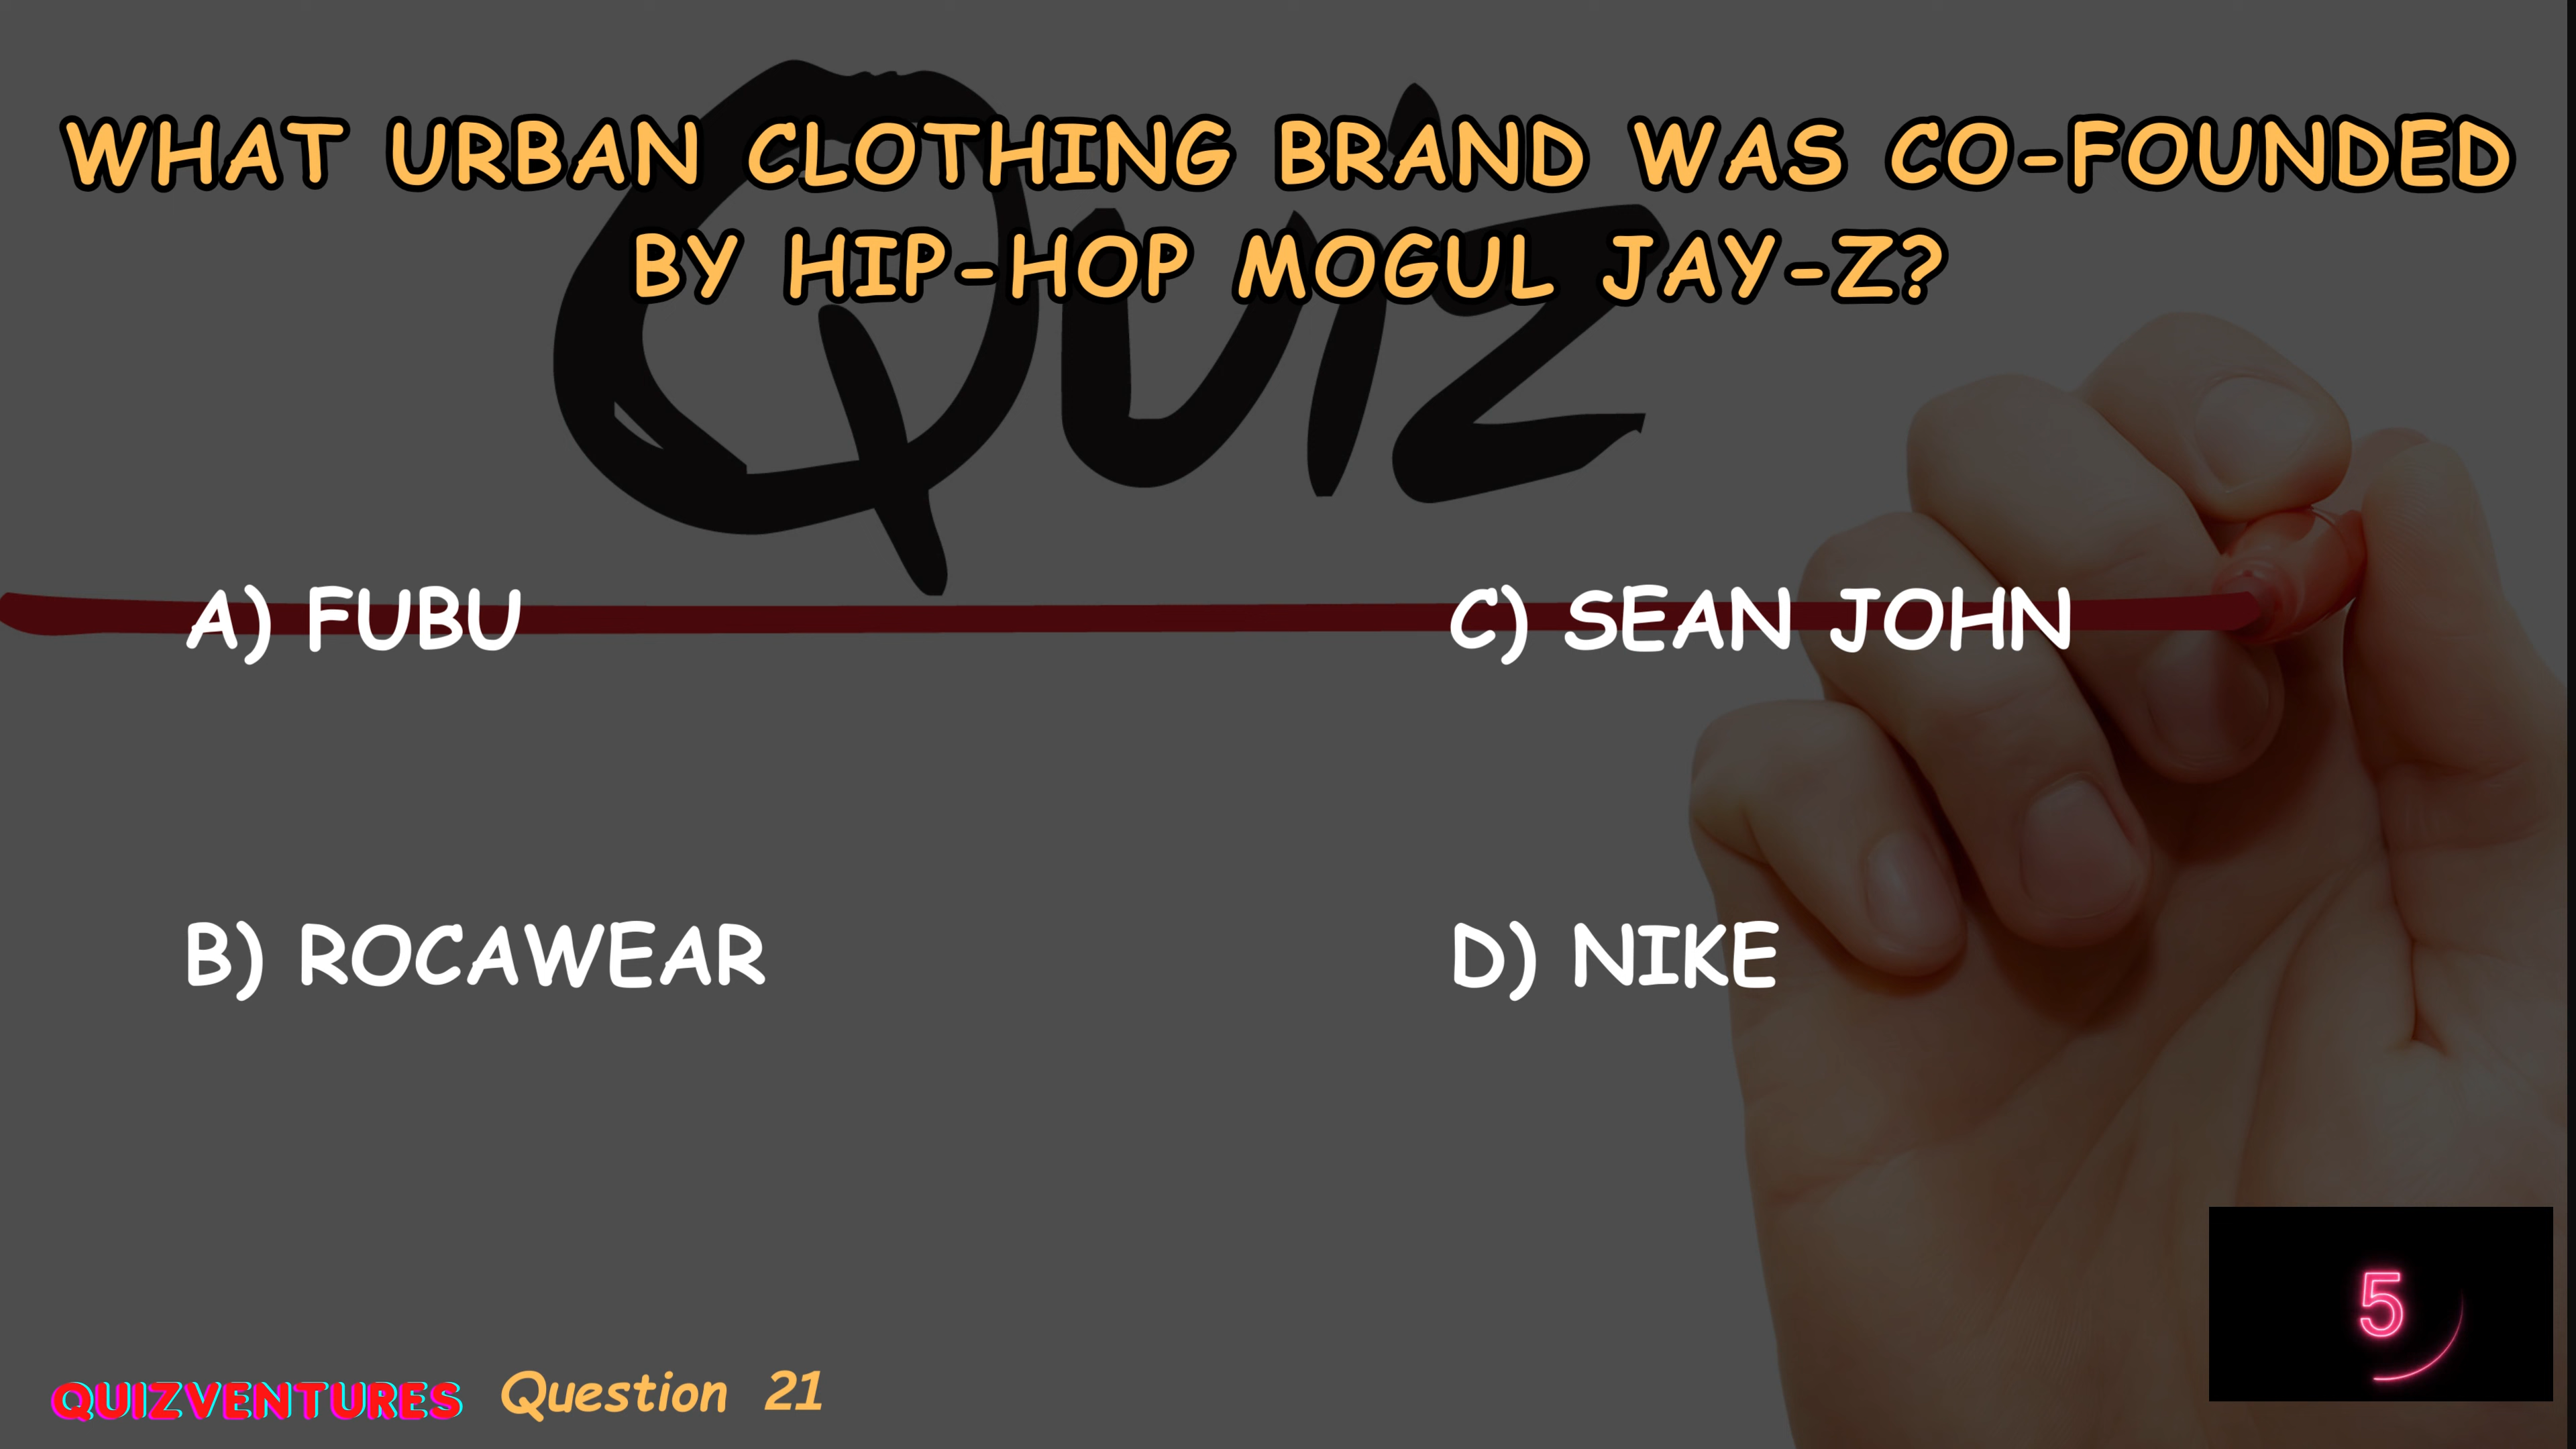 WHAT URBAN CLOTHING BRAND WAS CO-FOUNDED
BY HIP-HOP MOGUL JAY-Z?
Quiz
A) FUBU
C) SEAN JOHN
B) ROCAWEAR
D) NIKE
5
QUIZVENTURES Question 21